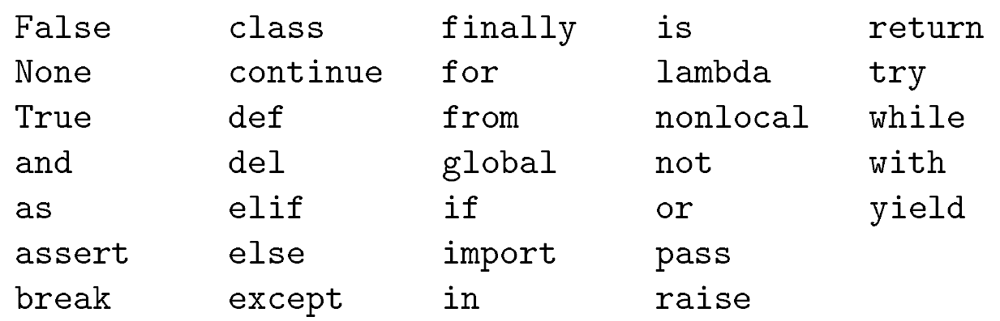 False class finally is return
None continue for lambda try
True def from nonlocal while
and del global not with
as elif if or yield
assert else import pass
break except in raise